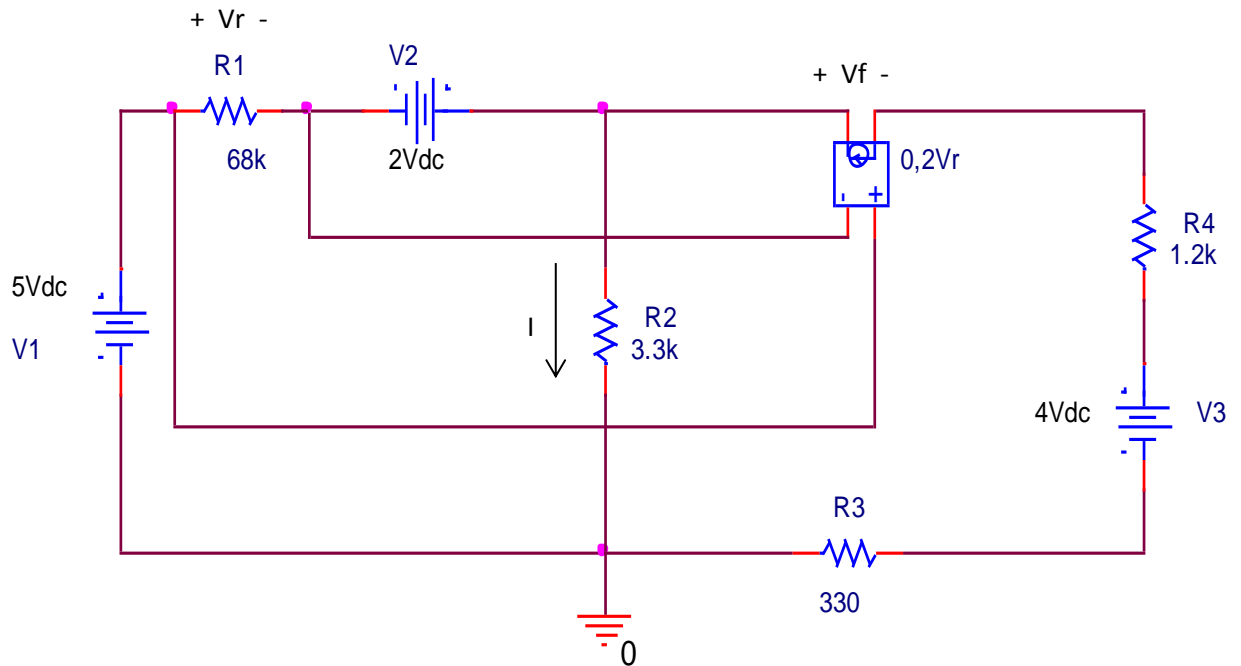 + Vr -
R1
68k
V2
2Vdc
+ Vf -
0,2Vr
- +
R4
1.2k
5Vdc
V1
I
R2
3.3k
4Vdc
V3
R3
330
0